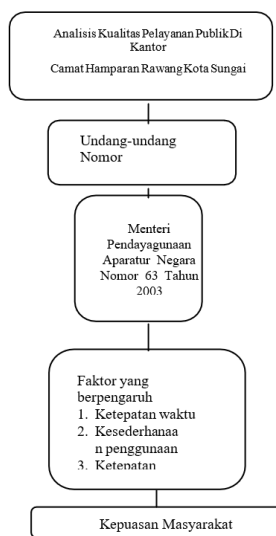 Analisis Kualitas Pelayanan Publik Di
Kantor
Camat Hamparan Rawang Kota Sungai
Undang-undang
Nomor
Menteri
Pendayagunaan
Aparatur Negara
Nomor 63 Tahun
2003
Faktor yang
berpengaruh
1. Ketepatan waktu
2. Kesederhanaa
n penggunaan
3. Ketepatan
Kepuasan Masyarakat